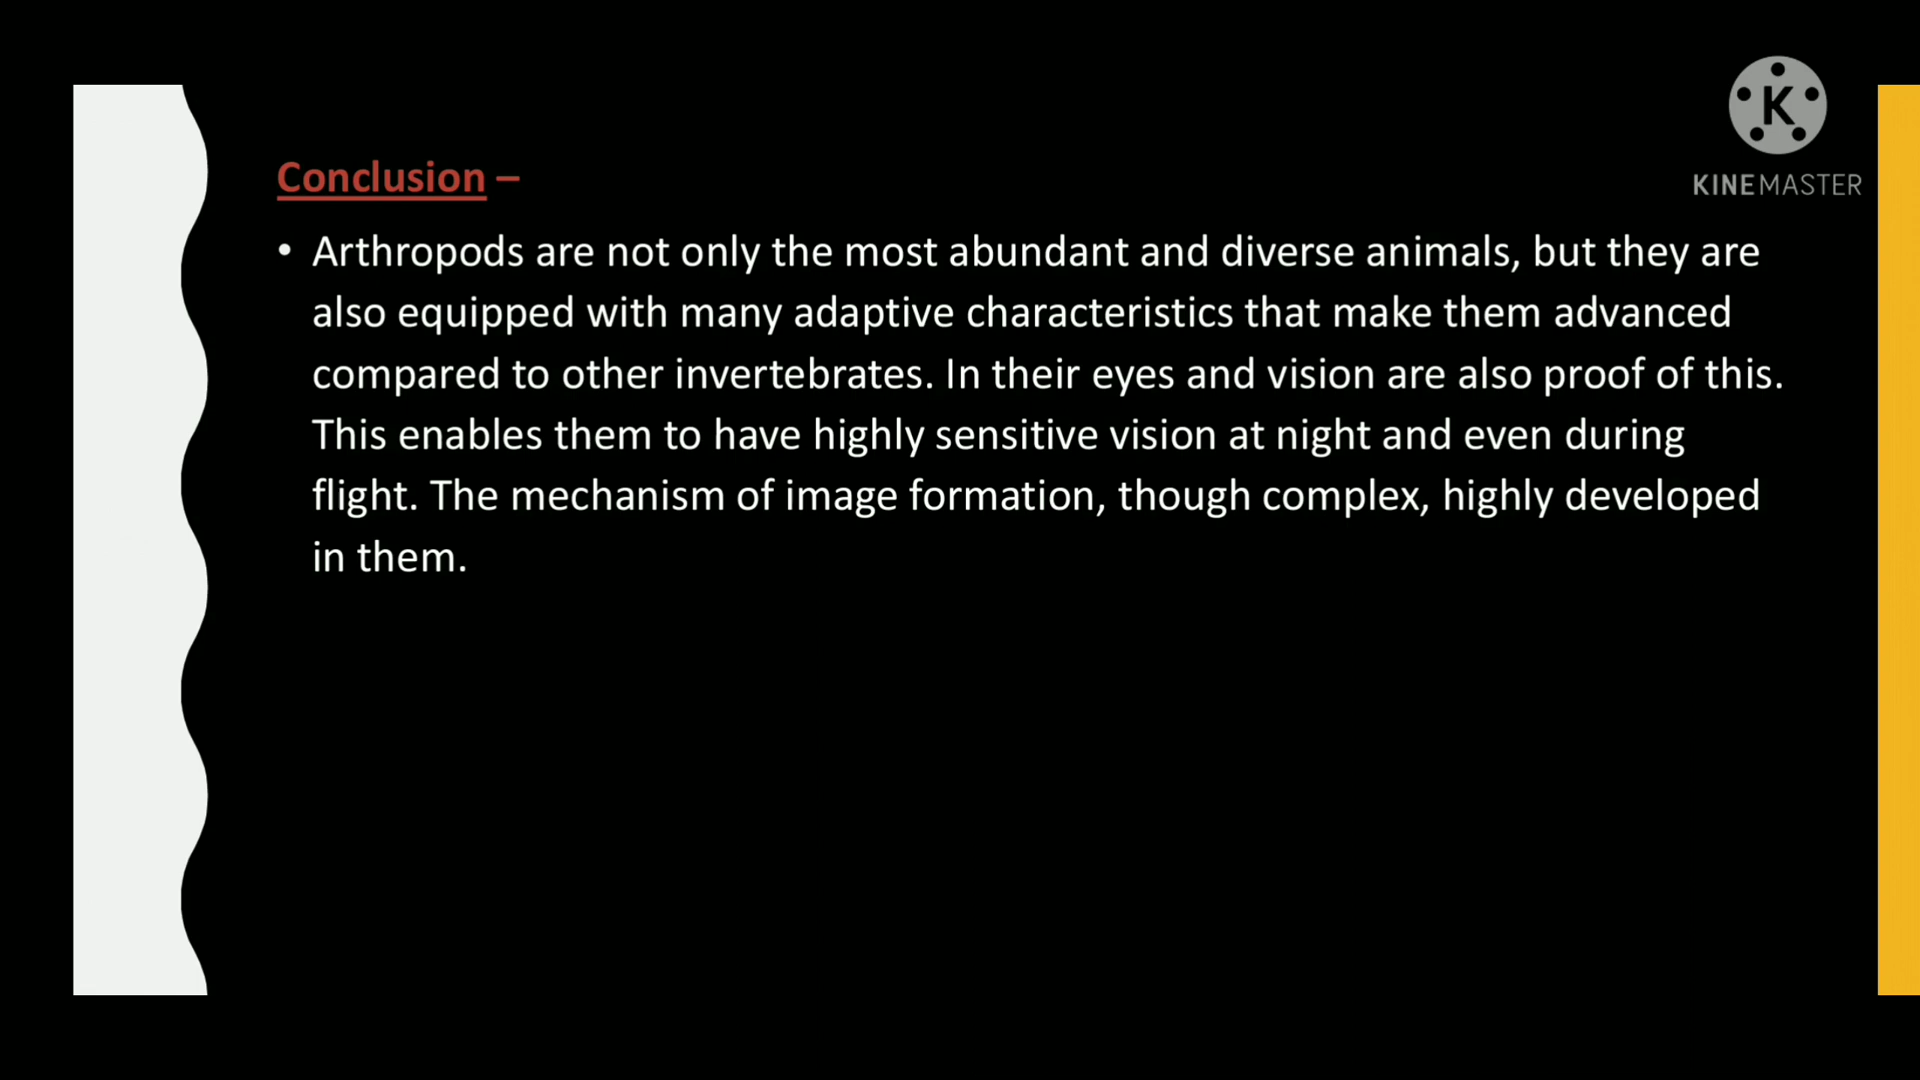 K
KINEMASTER
Conclusion –
• Arthropods are not only the most abundant and diverse animals, but they are
also equipped with many adaptive characteristics that make them advanced
compared to other invertebrates. In their eyes and vision are also proof of this.
This enables them to have highly sensitive vision at night and even during
flight. The mechanism of image formation, though complex, highly developed
in them.